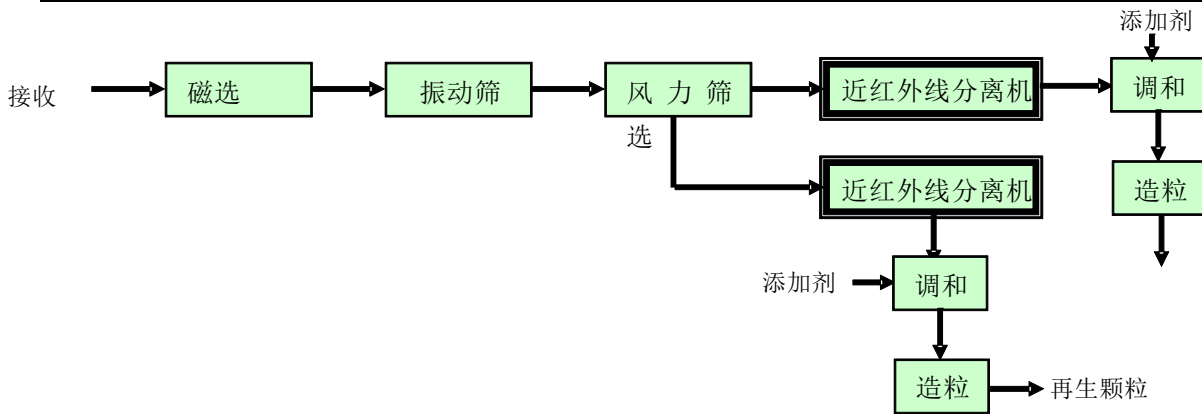 添加剂
接收
磁选
振动筛
风力筛
选
近红外线分离机
调和
近红外线分离机
造粒
添加剂
调和
造粒
再生颗粒